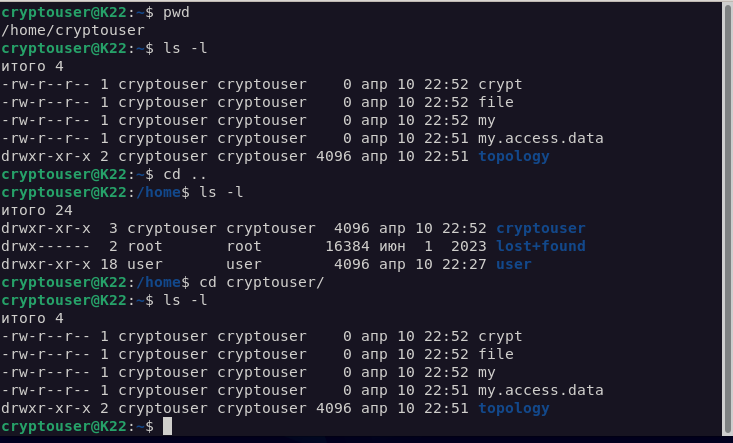 cryptouser@K22:~$ pwd
/home/cryptouser
cryptouser@K22:~$ ls -l
итого 4
-rw-r--r-- 1 cryptouser cryptouser    0 апр 10 22:52 crypt
-rw-r--r-- 1 cryptouser cryptouser    0 апр 10 22:52 file
-rw-r--r-- 1 cryptouser cryptouser    0 апр 10 22:52 my
-rw-r--r-- 1 cryptouser cryptouser    0 апр 10 22:51 my.access.data
drwxr-xr-x 2 cryptouser cryptouser 4096 апр 10 22:51 topology
cryptouser@K22:~$ cd ..
cryptouser@K22:/home$ ls -l
итого 24
drwxr-xr-x  3 cryptouser cryptouser  4096 апр 10 22:52 cryptouser
drwx------  2 root       root       16384 июн  1  2023 lost+found
drwxr-xr-x 18 user       user        4096 апр 10 22:27 user
cryptouser@K22:/home$ cd cryptouser/
cryptouser@K22:~$ ls -l
итого 4
-rw-r--r-- 1 cryptouser cryptouser    0 апр 10 22:52 crypt
-rw-r--r-- 1 cryptouser cryptouser    0 апр 10 22:52 file
-rw-r--r-- 1 cryptouser cryptouser    0 апр 10 22:52 my
-rw-r--r-- 1 cryptouser cryptouser    0 апр 10 22:51 my.access.data
drwxr-xr-x 2 cryptouser cryptouser 4096 апр 10 22:51 topology
cryptouser@K22:~$